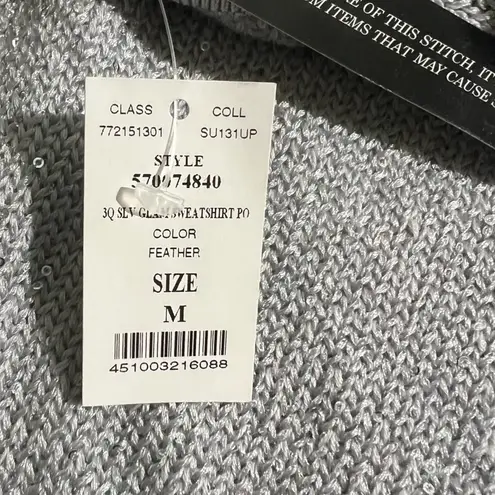 E OF THIS STITCH, IT
M ITEMS THAT MAY CAUSE
CLASS COLL
772151301 SU131UP
STYLE
570074840
3Q SLV SWEATSHIRT PO
COLOR
FEATHER
SIZE
M
451003216088